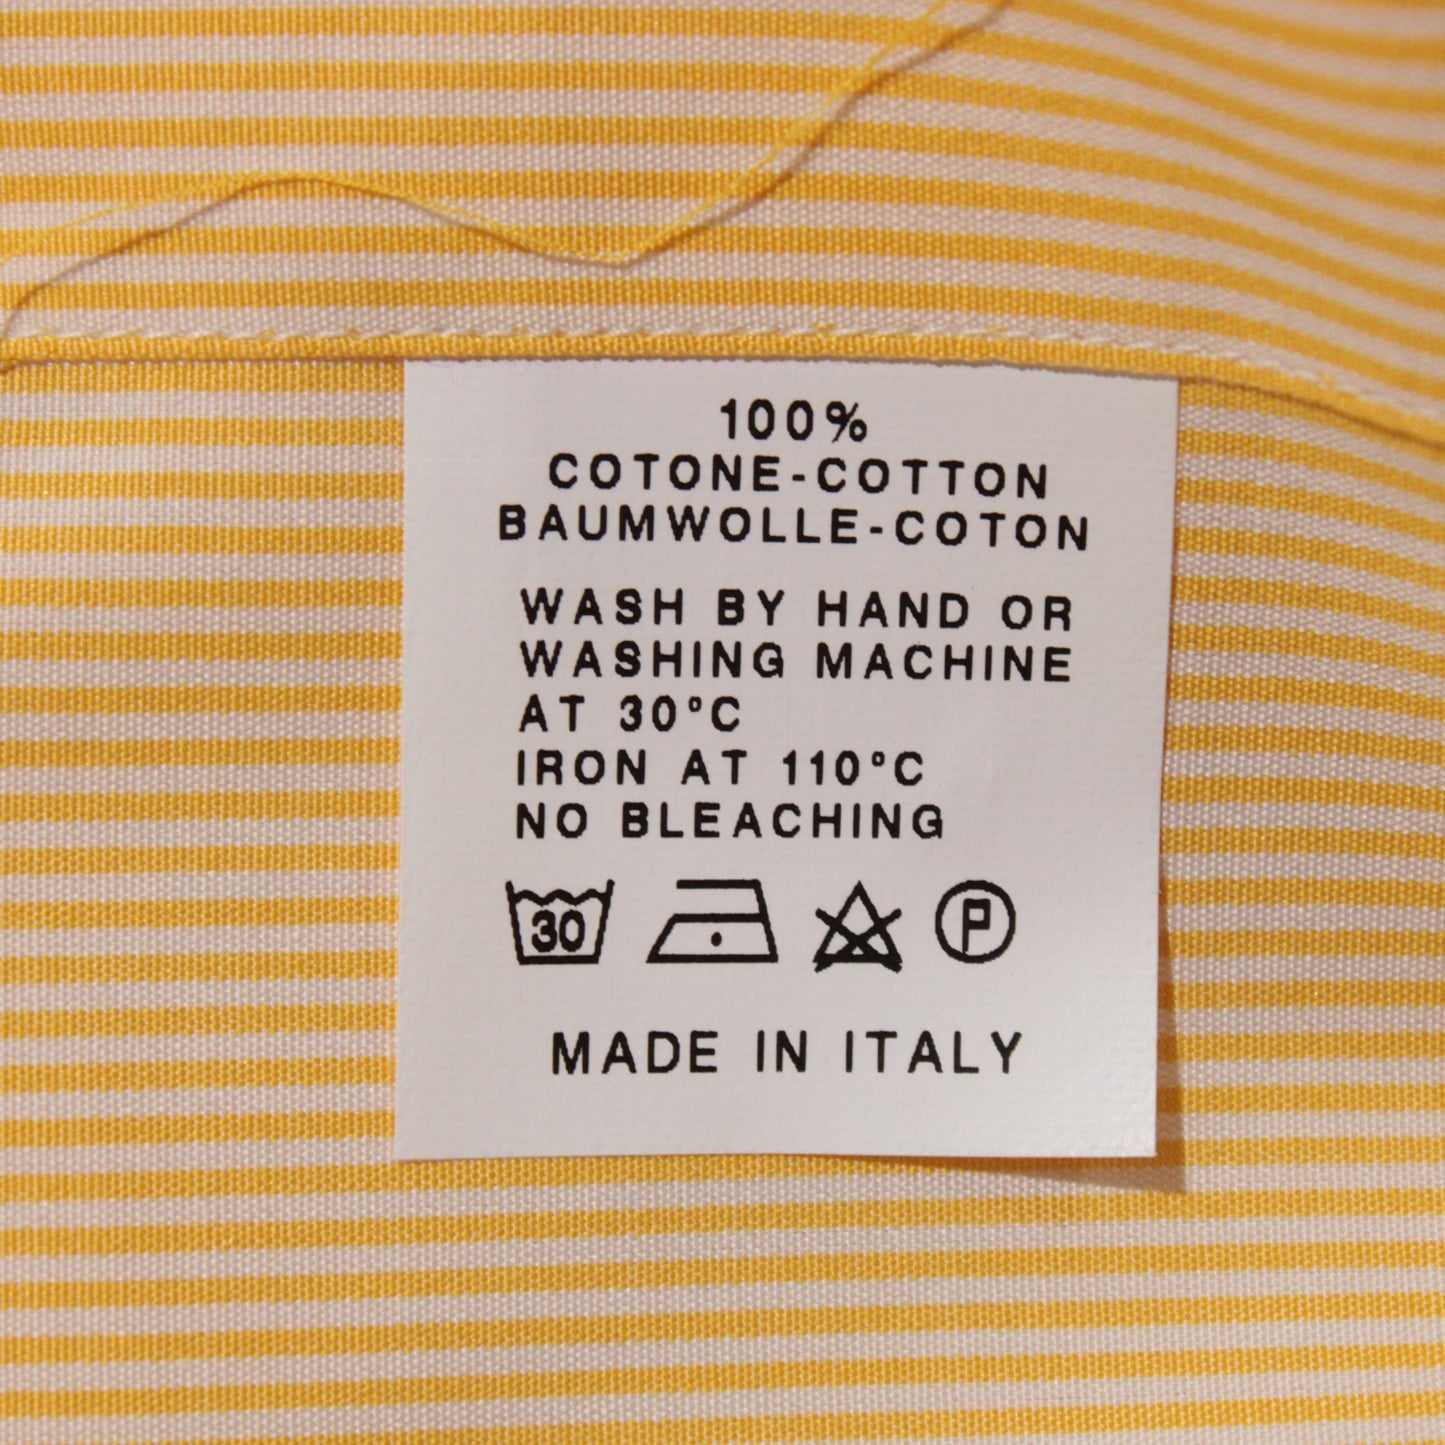 100%
COTONE-COTTON
BAUMWOLLE-COTON
WASH BY HAND OR
WASHING MACHINE
AT 30°C
IRON AT 110°C
NO BLEACHING
30 P
MADE IN ITALY